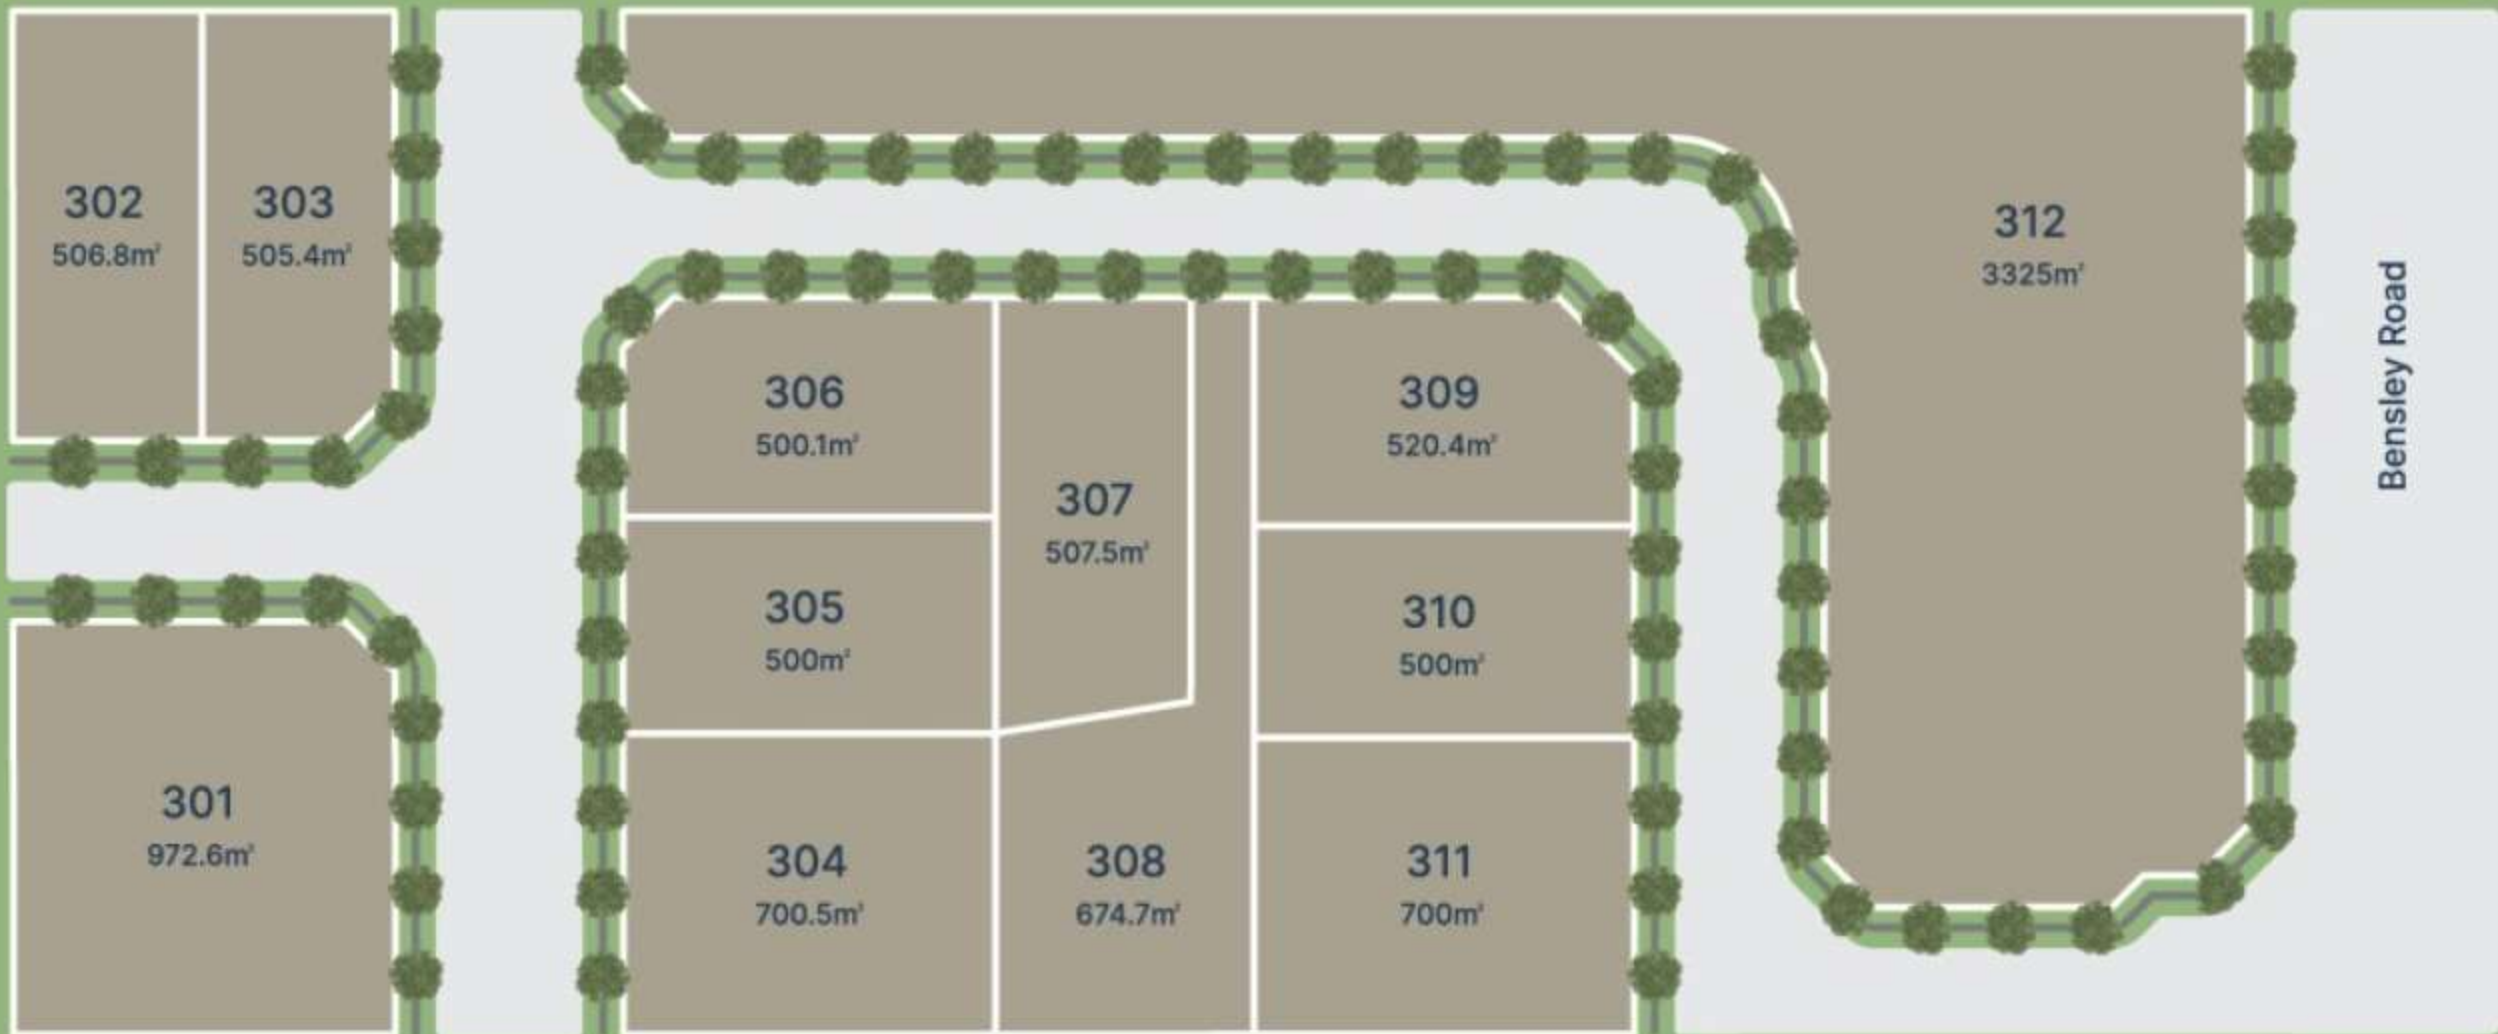 302
506.8m²
303
505.4m²
312
3325m²
Bensley Road
306
500.1m²
309
520.4m²
307
507.5m²
305
500m²
310
500m²
301
972.6m²
304
700.5m²
308
674.7m²
311
700m²